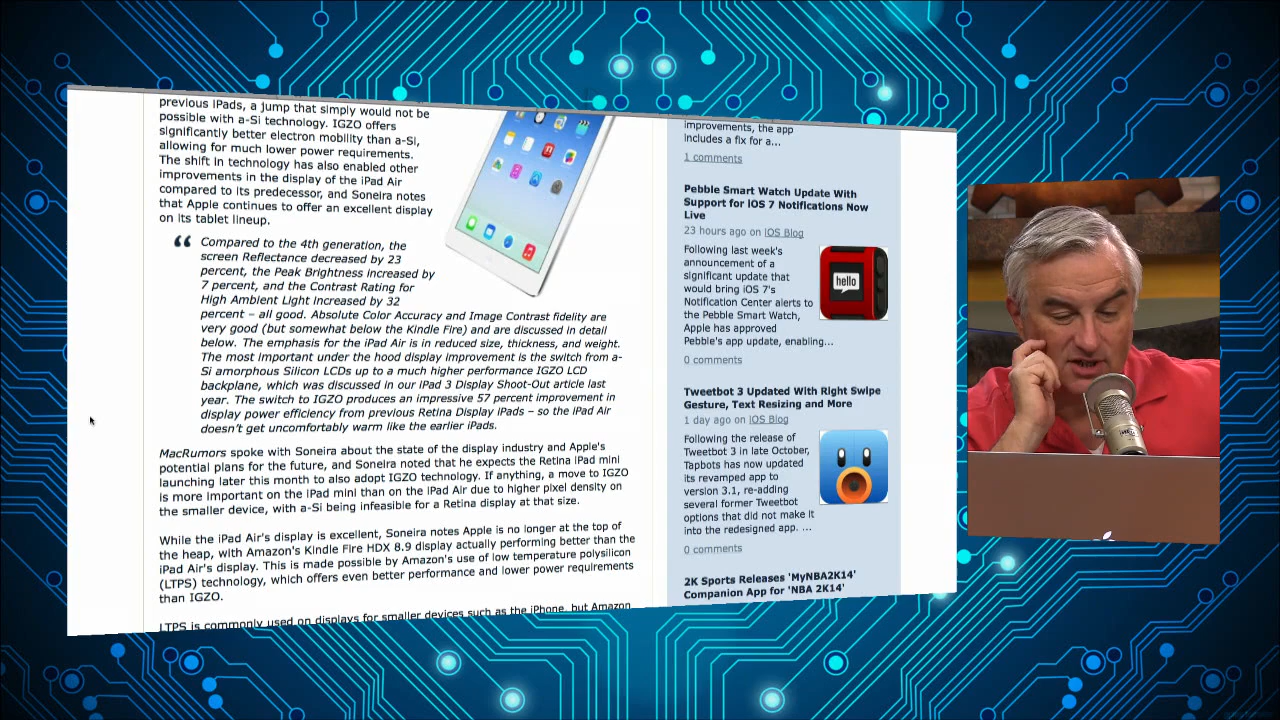 previous iPads, a jump that simply would not be
possible with a-Si technology. IGZO offers
significantly better electron mobility than a-Si,
allowing for much lower power requirements.
The shift in technology has also enabled other
improvements in the display of the iPad Air
compared to its predecessor, and Soneira notes
that Apple continues to offer an excellent display
on its tablet lineup.
“ Compared to the 4th generation, the
screen Reflectance decreased by 23
percent, the Peak Brightness increased by
7 percent, and the Contrast Rating for
High Ambient Light increased by 32
percent – all good. Absolute Color Accuracy and Image Contrast fidelity are
very good (but somewhat below the Kindle Fire) and are discussed in detail
below. The emphasis for the iPad Air is in reduced size, thickness, and weight.
The most important under the hood display improvement is the switch from a-
Si amorphous Silicon LCDs up to a much higher performance IGZO LCD
backplane, which was discussed in our iPad 3 Display Shoot-Out article last
year. The switch to IGZO produces an impressive 57 percent improvement in
display power efficiency from previous Retina Display iPads – so the iPad Air
doesn't get uncomfortably warm like the earlier iPads.
MacRumors spoke with Soneira about the state of the display industry and Apple's
potential plans for the future, and Soneira noted that he expects the Retina iPad mini
launching later this month to also adopt IGZO technology. If anything, a move to IGZO
is more important on the iPad mini than on the iPad Air due to higher pixel density on
the smaller device, with a-Si being infeasible for a Retina display at that size.
While the iPad Air's display is excellent, Soneira notes Apple is no longer at the top of
the heap, with Amazon's Kindle Fire HDX 8.9 display actually performing better than the
iPad Air's display. This is made possible by Amazon's use of low temperature polysilicon
(LTPS) technology, which offers even better performance and lower power requirements
than IGZO.
LTPS is commonly used on displays for smaller devices such as the iPhone, but Amazon
improvements, the app
includes a fix for a...
1 comments
Pebble Smart Watch Update With
Support for iOS 7 Notifications Now
Live
23 hours ago on iOS Blog
Following last week's
announcement of a
significant update that
would bring iOS 7's
Notification Center alerts to
the Pebble Smart Watch,
Apple has approved
Pebble's app update, enabling...
hello
0 comments
Tweetbot 3 Updated With Right Swipe
Gesture, Text Resizing and More
1 day ago on iOS Blog
Following the release of
Tweetbot 3 in late October,
Tapbots has now updated
its revamped app to
version 3.1, re-adding
several former Tweetbot
options that did not make it
into the redesigned app. ...
0 comments
2K Sports Releases 'MyNBA2K14'
Companion App for 'NBA 2K14'